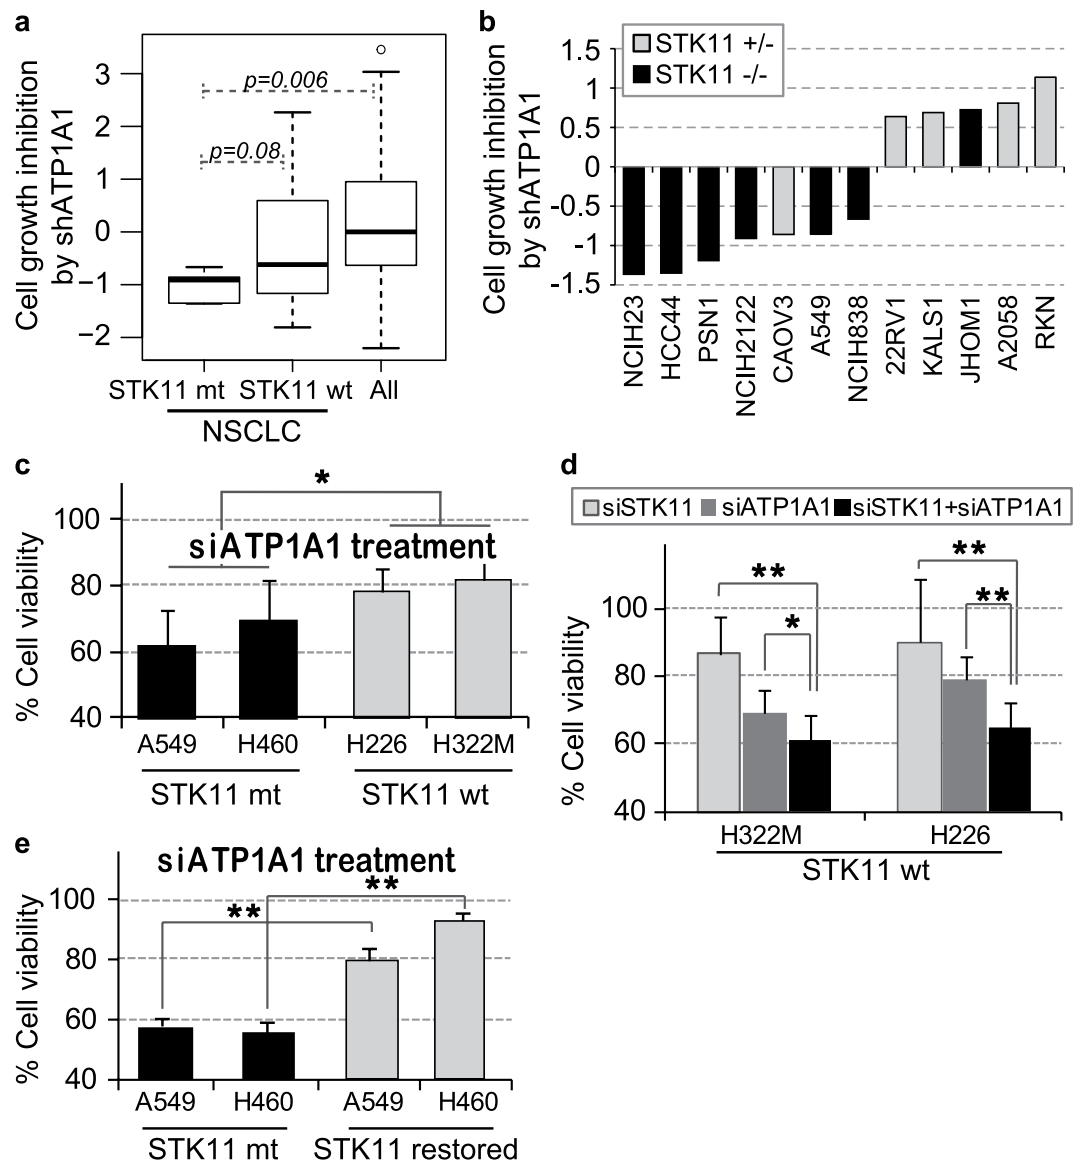 a
Cell growth inhibition
by shATP1A1
3
2
1
0
−1
−2
p=0.006
p=0.08
STK11 mt
STK11 wt
All
NSCLC
b
Cell growth inhibition
by shATP1A1
STK11 +/-
STK11 -/-
1.5
1
0.5
0
-0.5
-1
-1.5
NCIH23
HCC44
PSN1
NCIH2122
CAOV3
A549
NCIH838
22RV1
KALS1
JHOM1
A2058
RKN
c
% Cell viability
100
80
60
40
*
siATP1A1 treatment
A549
H460
H226
H322M
STK11 mt
STK11 wt
d
siSTK11
siATP1A1
siSTK11+siATP1A1
% Cell viability
100
80
60
40
**
*
**
**
H322M
H226
STK11 wt
e
siATP1A1 treatment
% Cell viability
100
80
60
40
**
**
A549
H460
A549
H460
STK11 mt
STK11 restored